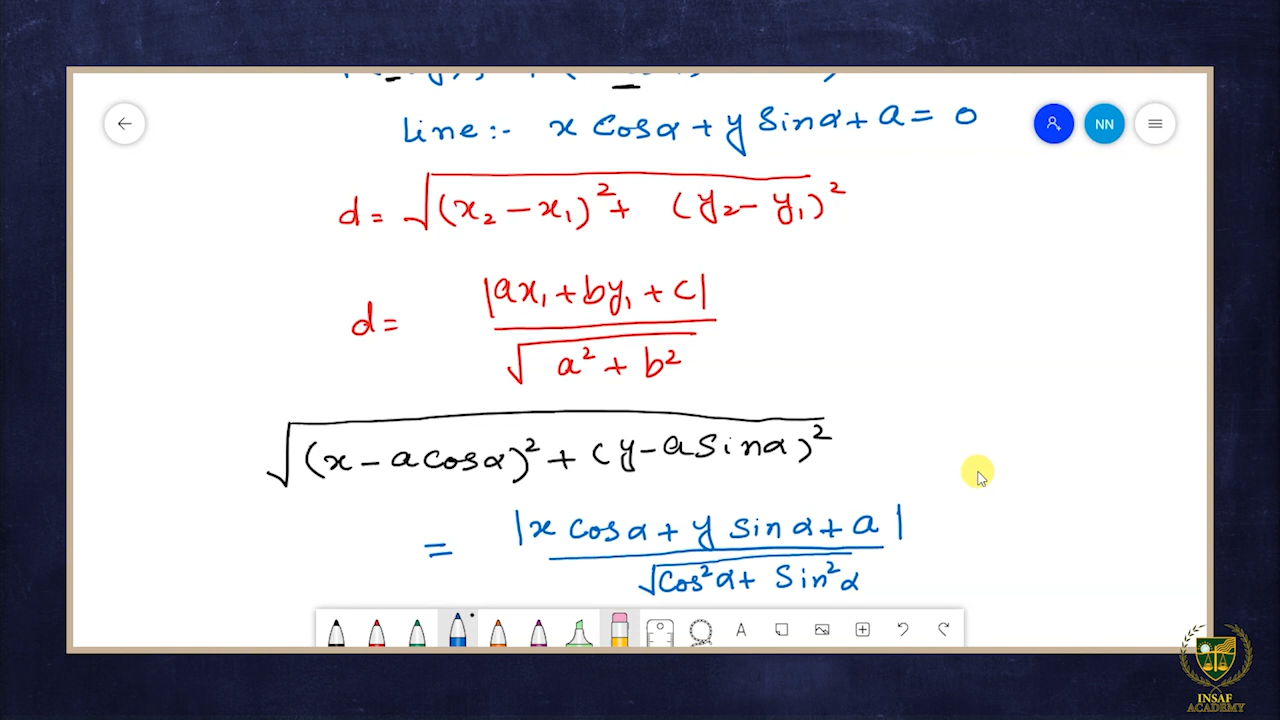 Line:- x Cosα + y Sinα + a = 0
NN
d = √(x₂ - x₁)² + (y₂ - y₁)²
d = |ax₁ + by₁ + c| / √a² + b²
√(x - a cosα)² + (y - a Sinα)²
= |x Cosα + y Sinα + a| / √Cos²α + Sin²α
A
INSAF
ACADEMY